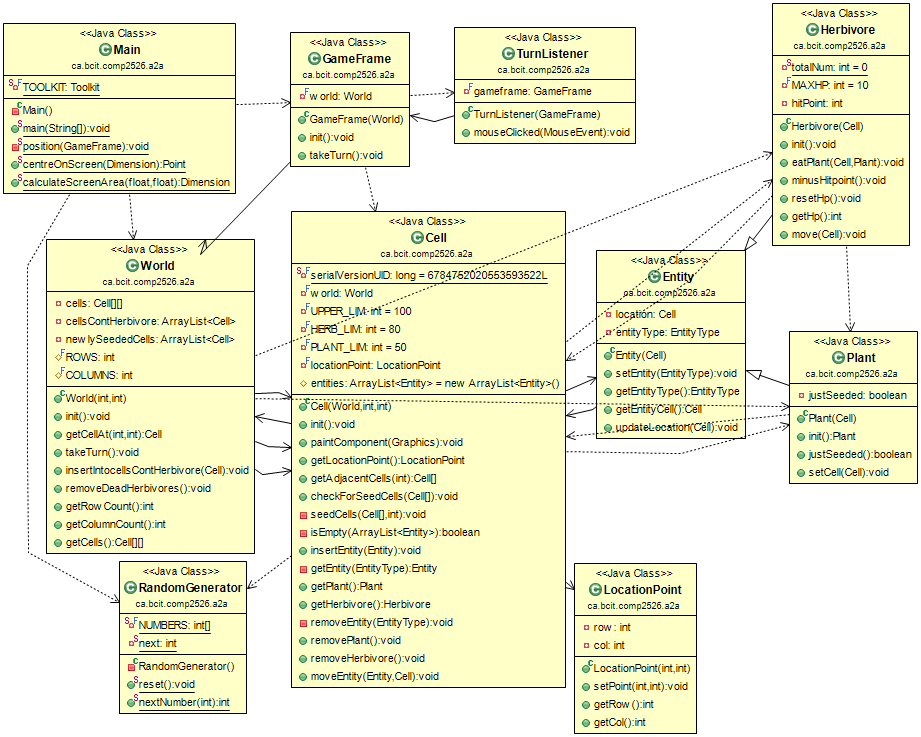 <<Java Class>>
Main
ca.bcit.comp2526.a2a
TOOLKIT: Toolkit
Main()
main(String[]):void
position(GameFrame):void
centreOnScreen(Dimension):Point
calculateScreenArea(float,float):Dimension
<<Java Class>>
GameFrame
ca.bcit.comp2526.a2a
world: World
GameFrame(World)
init():void
takeTurn():void
<<Java Class>>
TurnListener
ca.bcit.comp2526.a2a
gameframe: GameFrame
TurnListener(GameFrame)
mouseClicked(MouseEvent):void
<<Java Class>>
Herbivore
ca.bcit.comp2526.a2a
totalNum: int = 0
MAXHP: int = 10
hitPoint: int
Herbivore(Cell)
init():void
eatPlant(Cell,Plant):void
minusHitpoint():void
resetHp():void
getHp():int
move(Cell):void
<<Java Class>>
World
ca.bcit.comp2526.a2a
cells: Cell[][]
cellsContHerbivore: ArrayList<Cell>
newlySeededCells: ArrayList<Cell>
ROWS: int
COLUMNS: int
World(int,int)
init():void
getCellAt(int,int):Cell
takeTurn():void
insertIntocellsContHerbivore(Cell):void
removeDeadHerbivores():void
getRowCount():int
getColumnCount():int
getCells():Cell[][]
<<Java Class>>
Cell
ca.bcit.comp2526.a2a
serialVersionUID: long = 6784752020553593522L
world: World
UPPER_LIM: int = 100
HERB_LIM: int = 80
PLANT_LIM: int = 50
locationPoint: LocationPoint
entities: ArrayList<Entity> = new ArrayList<Entity>()
Cell(World,int,int)
init():void
paintComponent(Graphics):void
getLocationPoint():LocationPoint
getAdjacentCells(int):Cell[]
checkForSeedCells(Cell[]):void
seedCells(Cell[],int):void
isEmpty(ArrayList<Entity>):boolean
insertEntity(Entity):void
getEntity(EntityType):Entity
getPlant():Plant
getHerbivore():Herbivore
removeEntity(EntityType):void
removePlant():void
removeHerbivore():void
moveEntity(Entity,Cell):void
<<Java Class>>
Entity
ca.bcit.comp2526.a2a
location: Cell
entityType: EntityType
Entity(Cell)
setEntity(EntityType):void
getEntityType():EntityType
getEntityCell():Cell
updateLocation(Cell):void
<<Java Class>>
Plant
ca.bcit.comp2526.a2a
justSeeded: boolean
Plant(Cell)
init():Plant
justSeeded():boolean
setCell(Cell):void
<<Java Class>>
RandomGenerator
ca.bcit.comp2526.a2a
NUMBERS: int[]
next: int
RandomGenerator()
reset():void
nextNumber(int):int
<<Java Class>>
LocationPoint
ca.bcit.comp2526.a2a
row: int
col: int
LocationPoint(int,int)
setPoint(int,int):void
getRow():int
getCol():int